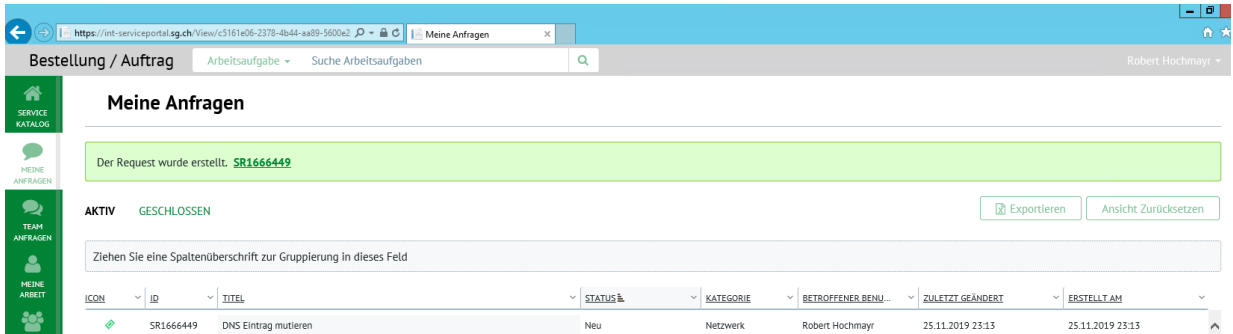 https://int-serviceportal.sg.ch/View/c5161e06-2378-4b44-aa89-5600e2
Meine Anfragen
Bestellung / Auftrag
Arbeitsaufgabe
Suche Arbeitsaufgaben
Robert Hochmayr
SERVICE
KATALOG
Meine Anfragen
MEINE
ANFRAGEN
Der Request wurde erstellt. SR1666449
TEAM
ANFRAGEN
AKTIV
GESCHLOSSEN
Exportieren
Ansicht Zurücksetzen
Ziehen Sie eine Spaltenüberschrift zur Gruppierung in dieses Feld
MEINE
ARBEIT
ICON ID TITEL STATUS KATEGORIE BETROFFENER BENU... ZULETZT GEÄNDERT ERSTELLT AM
SR1666449 DNS Eintrag mutieren Neu Netzwerk Robert Hochmayr 25.11.2019 23:13 25.11.2019 23:13